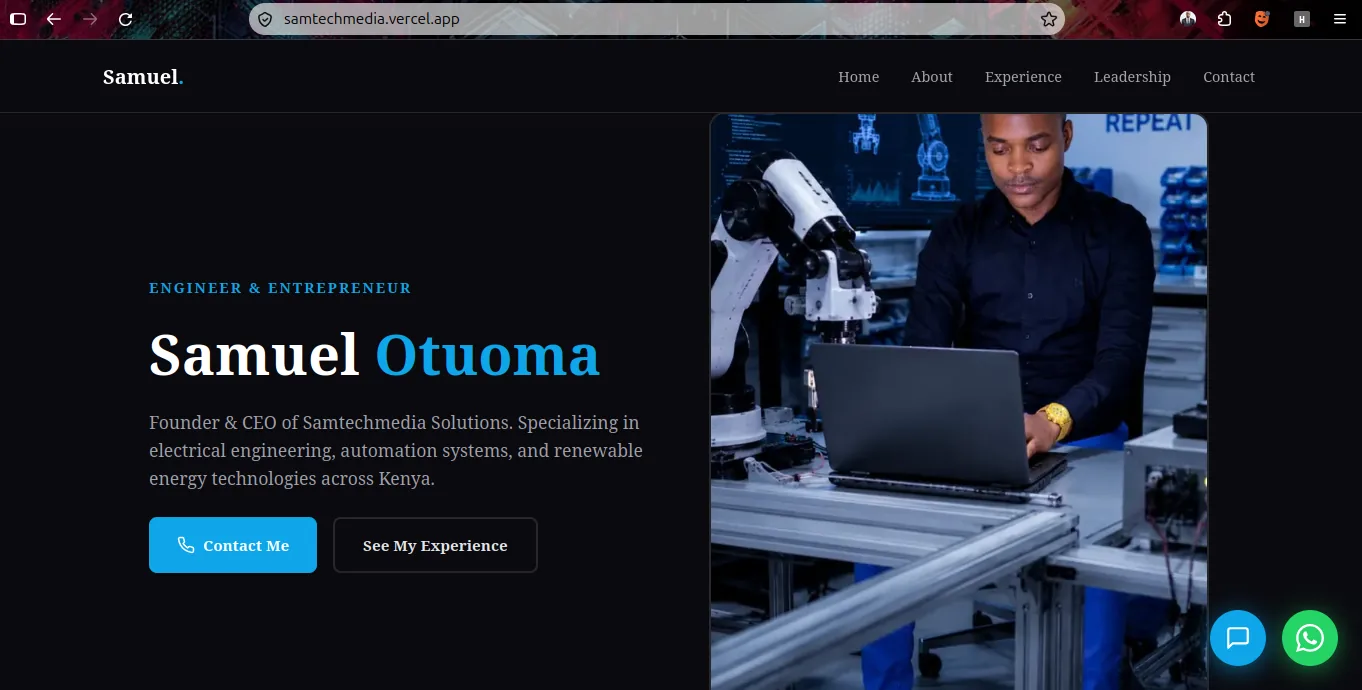 samtechmedia.vercel.app
H
Samuel.
Home About Experience Leadership Contact
REPEAT
ENGINEER & ENTREPRENEUR
Samuel Otuoma
Founder & CEO of Samtechmedia Solutions. Specializing in
electrical engineering, automation systems, and renewable
energy technologies across Kenya.
Contact Me
See My Experience